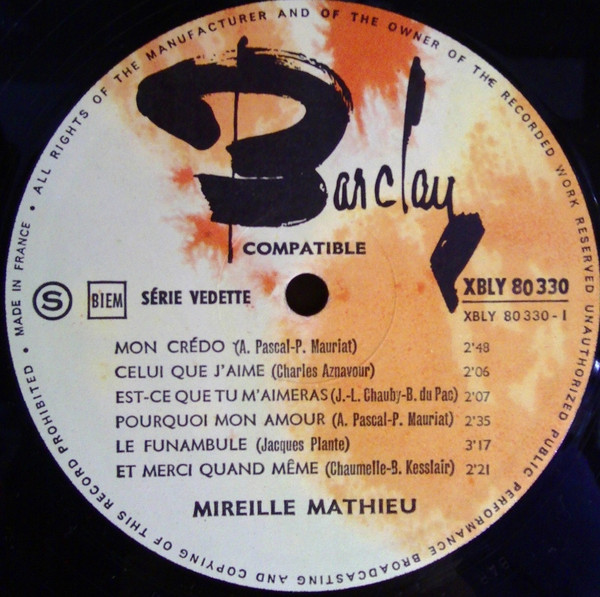 • ALL RIGHTS OF THE MANUFACTURER AND OF THE OWNER OF THE RECORDED WORK RESERVED UNAUTHORIZED PUBLIC PERFORMANCE BROADCASTING AND COPYING OF THIS RECORD PROHIBITED • MADE IN FRANCE
Barclay
COMPATIBLE
S BIEM SÉRIE VEDETTE XBLY 80 330
XBLY 80 330 - 1
MON CRÉDO (A. Pascal-P. Mauriat) 2'48
CELUI QUE J'AIME (Charles Aznavour) 2'06
EST-CE QUE TU M'AIMERAS (J.-L. Chauby-B. du Pac) 2'07
POURQUOI MON AMOUR (A. Pascal-P. Mauriat) 2'35
LE FUNAMBULE (Jacques Plante) 3'17
ET MERCI QUAND MÊME (Chaumelle-B. Kesslair) 2'21
MIREILLE MATHIEU